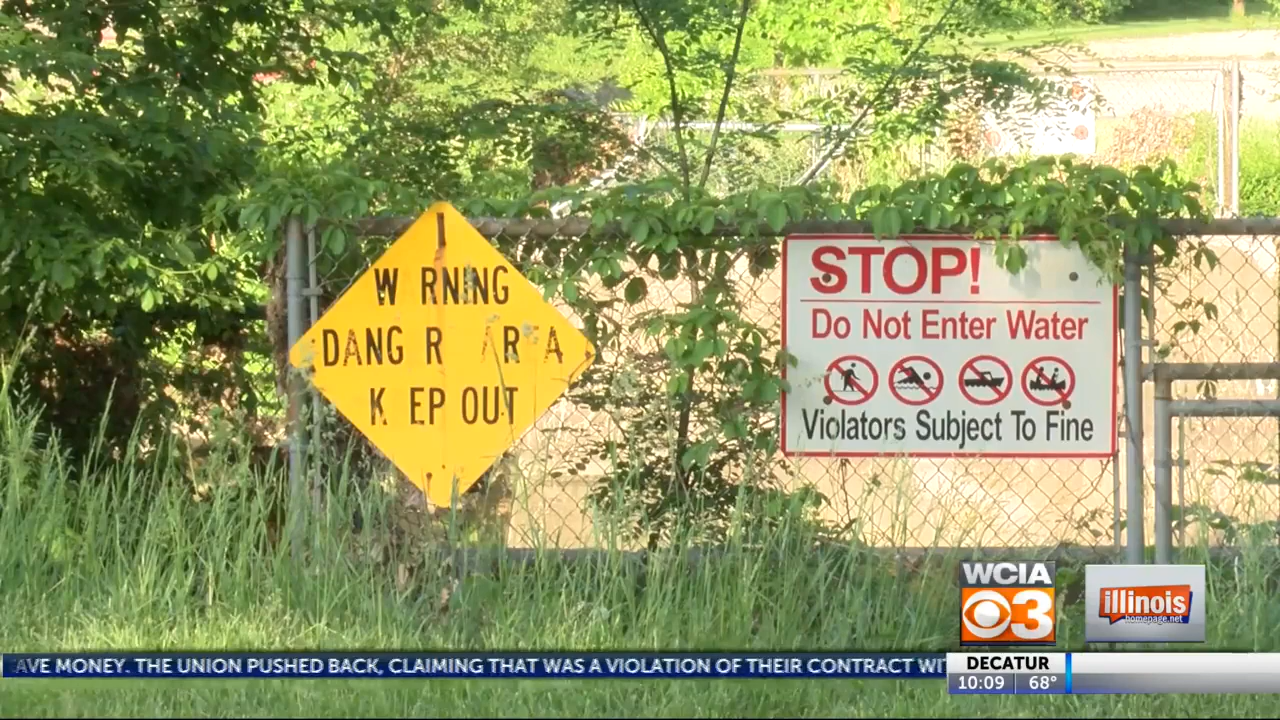 W RNING
DANG R AR A
K EP OUT
STOP!
Do Not Enter Water
Violators Subject To Fine
WCIA
3
illinois
homepage.net
AVE MONEY. THE UNION PUSHED BACK, CLAIMING THAT WAS A VIOLATION OF THEIR CONTRACT WI
DECATUR
10:09 68°